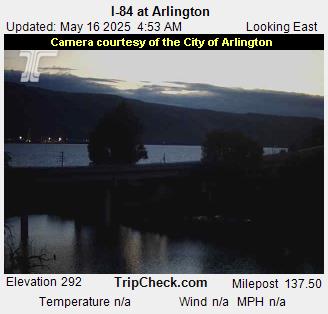 I-84 at Arlington
Updated: May 16 2025 4:53 AM Looking East
Camera courtesy of the City of Arlington
Elevation 292 TripCheck.com Milepost 137.50
Temperature n/a Wind n/a MPH n/a